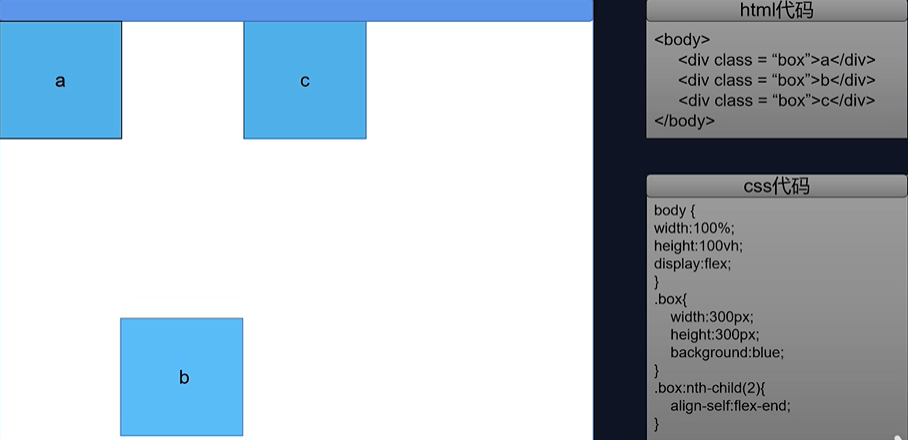 a
c
b
html代码
<body>
<div class = “box”>a</div>
<div class = “box”>b</div>
<div class = “box”>c</div>
</body>
css代码
body {
width:100%;
height:100vh;
display:flex;
}
.box{
width:300px;
height:300px;
background:blue;
}
.box:nth-child(2){
align-self:flex-end;
}